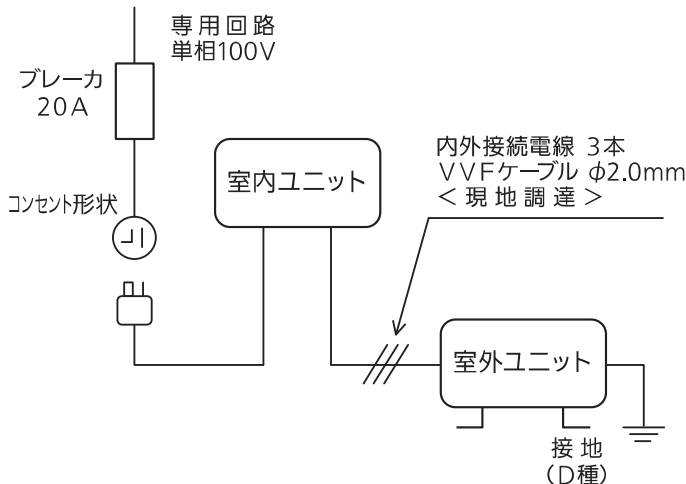 専用回路
単相100V
ブレーカ
20A
コンセント形状
室内ユニット
内外接続電線 3本
VVFケーブル φ2.0mm
<現地調達>
室外ユニット
接地
(D種)